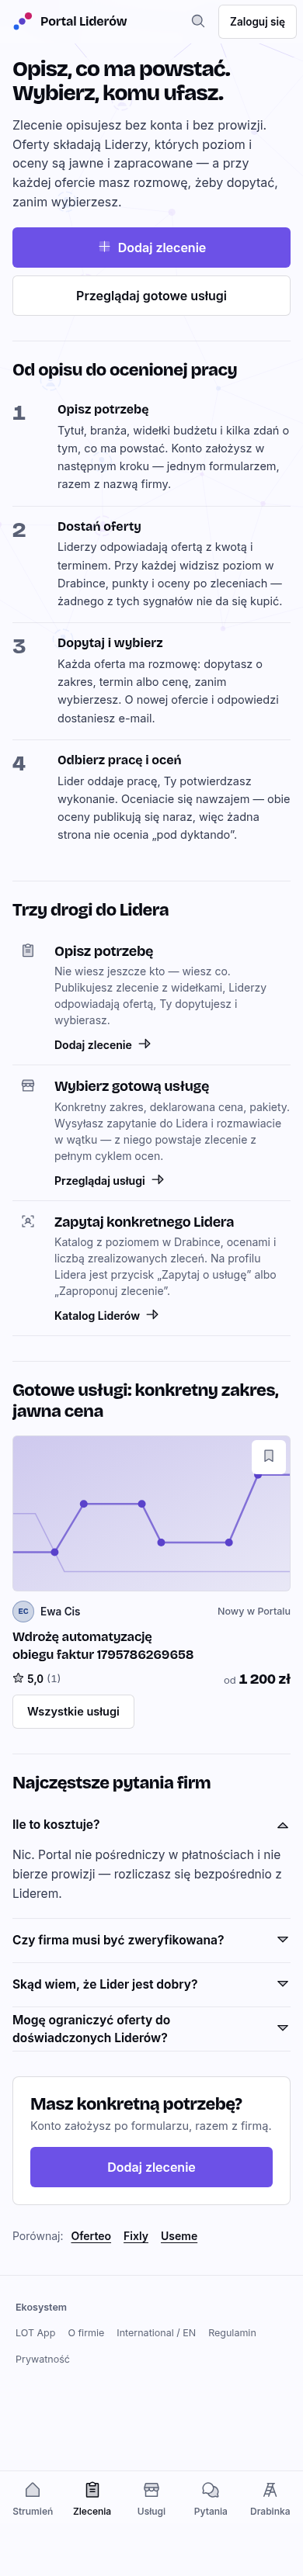 Portal Liderów
Zaloguj się
Opisz, co ma powstać.
Wybierz, komu ufasz.
Zlecenie opisujesz bez konta i bez prowizji.
Oferty składają Liderzy, których poziom i
oceny są jawne i zapracowane — a przy
każdej ofercie masz rozmowę, żeby dopytać,
zanim wybierzesz.
Dodaj zlecenie
Przeglądaj gotowe usługi
Od opisu do ocenionej pracy
1
Opisz potrzebę
Tytuł, branża, widełki budżetu i kilka zdań o
tym, co ma powstać. Konto założysz w
następnym kroku — jednym formularzem,
razem z nazwą firmy.
2
Dostań oferty
Liderzy odpowiadają ofertą z kwotą i
terminem. Przy każdej widzisz poziom w
Drabince, punkty i oceny po zleceniach —
żadnego z tych sygnałów nie da się kupić.
3
Dopytaj i wybierz
Każda oferta ma rozmowę: dopytasz o
zakres, termin albo cenę, zanim
wybierzesz. O nowej ofercie i odpowiedzi
dostaniesz e-mail.
4
Odbierz pracę i oceń
Lider oddaje pracę, Ty potwierdzasz
wykonanie. Oceniacie się nawzajem — obie
oceny publikują się naraz, więc żadna
strona nie ocenia „pod dyktando”.
Trzy drogi do Lidera
Opisz potrzebę
Nie wiesz jeszcze kto — wiesz co.
Publikujesz zlecenie z widełkami, Liderzy
odpowiadają ofertą, Ty dopytujesz i
wybierasz.
Dodaj zlecenie
Wybierz gotową usługę
Konkretny zakres, deklarowana cena, pakiety.
Wysyłasz zapytanie do Lidera i rozmawiacie
w wątku — z niego powstaje zlecenie z
pełnym cyklem ocen.
Przeglądaj usługi
Zapytaj konkretnego Lidera
Katalog z poziomem w Drabince, ocenami i
liczbą zrealizowanych zleceń. Na profilu
Lidera jest przycisk „Zapytaj o usługę” albo
„Zaproponuj zlecenie”.
Katalog Liderów
Gotowe usługi: konkretny zakres,
jawna cena
EC
Ewa Cis
Nowy w Portalu
Wdrożę automatyzację
obiegu faktur 1795786269658
5,0 (1)
od 1 200 zł
Wszystkie usługi
Najczęstsze pytania firm
Ile to kosztuje?
Nic. Portal nie pośredniczy w płatnościach i nie
bierze prowizji — rozliczasz się bezpośrednio z
Liderem.
Czy firma musi być zweryfikowana?
Skąd wiem, że Lider jest dobry?
Mogę ograniczyć oferty do
doświadczonych Liderów?
Masz konkretną potrzebę?
Konto założysz po formularzu, razem z firmą.
Dodaj zlecenie
Porównaj: Oferteo Fixly Useme
Ekosystem
LOT App O firmie International / EN Regulamin
Prywatność
Strumień Zlecenia Usługi Pytania Drabinka